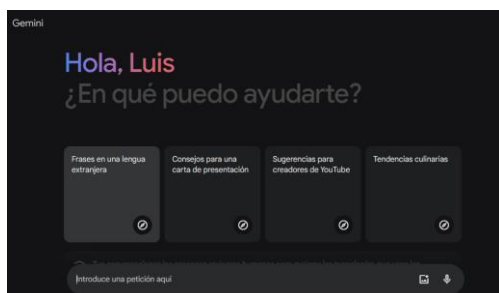 Gemini
Hola, Luis
¿En qué puedo ayudarte?
Frases en una lengua
extranjera
Consejos para una
carta de presentación
Sugerencias para
creadores de YouTube
Tendencias culinarias
Introduce una petición aquí